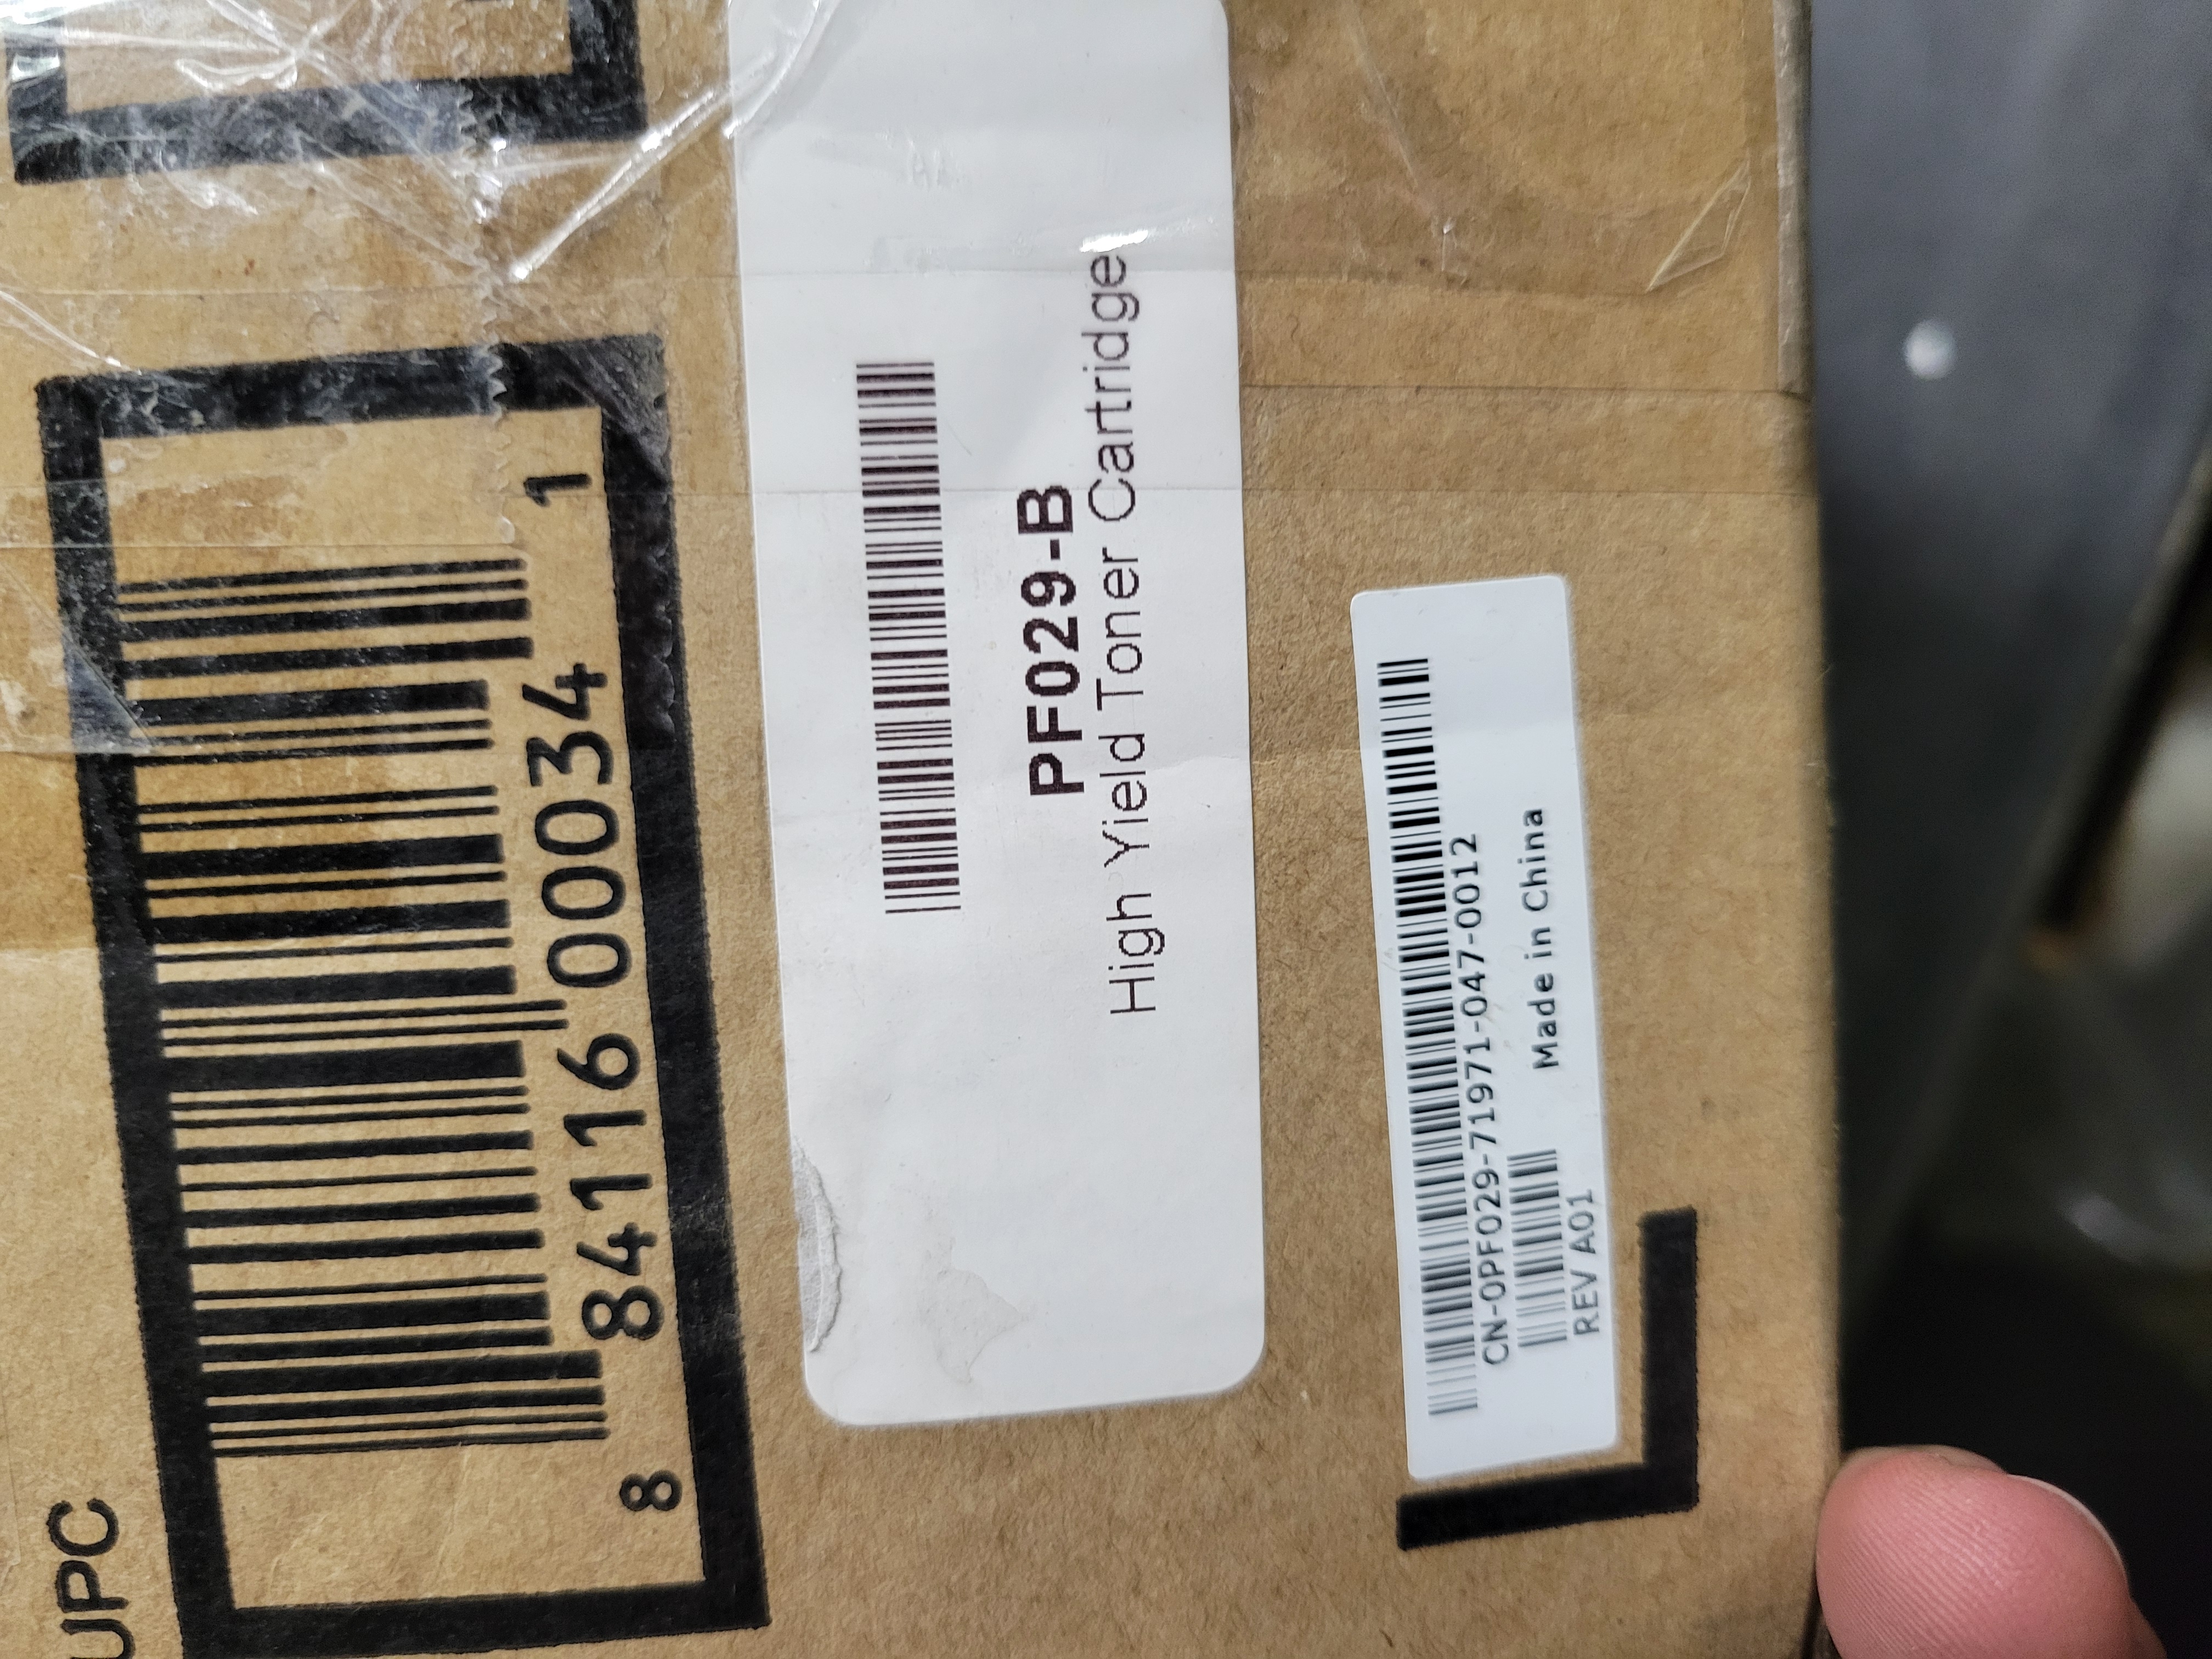 UPC
8 84116 00034 1
PF029-B
High Yield Toner Cartridge
CN-0PF029-71971-047-0012
Made in China
REV A01